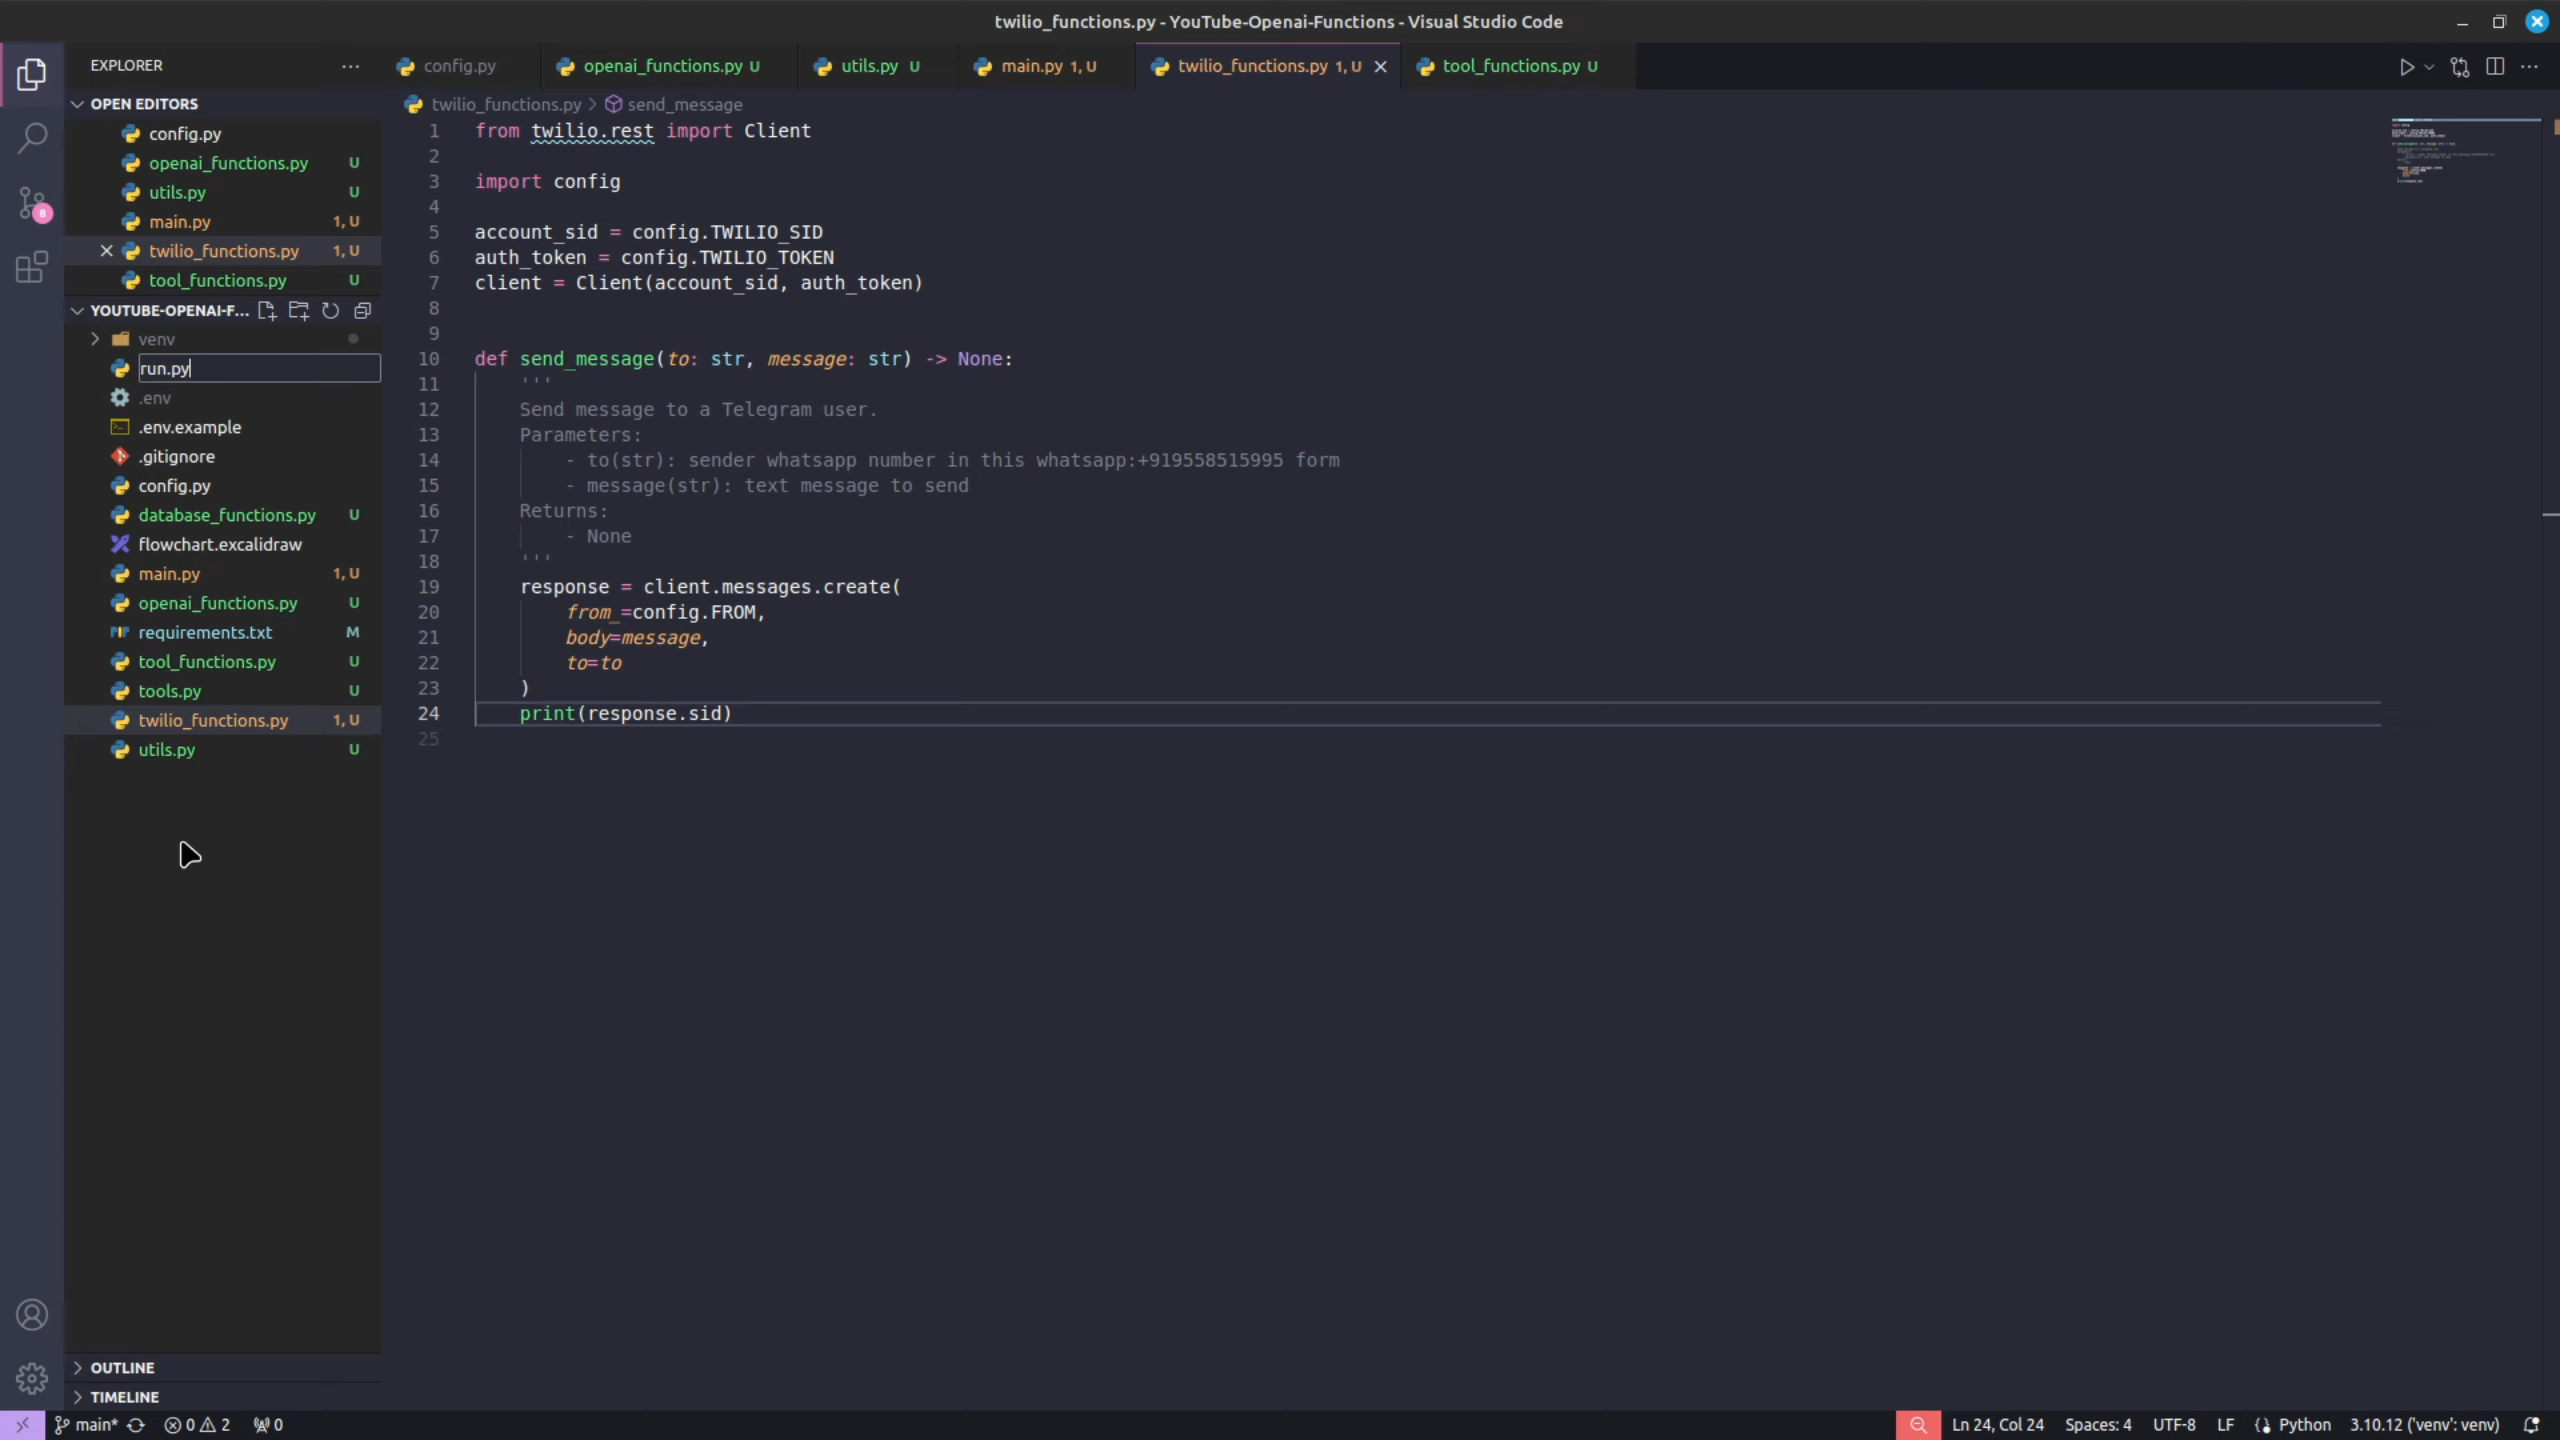 twilio_functions.py - YouTube-Openai-Functions - Visual Studio Code
EXPLORER
config.py
openai_functions.py U
utils.py U
main.py 1, U
twilio_functions.py 1, U
tool_functions.py U
OPEN EDITORS
config.py
openai_functions.py U
utils.py U
main.py 1, U
twilio_functions.py 1, U
tool_functions.py U
YOUTUBE-OPENAI-F...
venv
run.py
.env
.env.example
.gitignore
config.py
database_functions.py U
flowchart.excalidraw
main.py 1, U
openai_functions.py U
requirements.txt M
tool_functions.py U
tools.py U
twilio_functions.py 1, U
utils.py U
OUTLINE
TIMELINE
8
twilio_functions.py > send_message
1 from twilio.rest import Client
2
3 import config
4
5 account_sid = config.TWILIO_SID
6 auth_token = config.TWILIO_TOKEN
7 client = Client(account_sid, auth_token)
8
9
10 def send_message(to: str, message: str) -> None:
11 '''
12 Send message to a Telegram user.
13 Parameters:
14 - to(str): sender whatsapp number in this whatsapp:+919558515995 form
15 - message(str): text message to send
16 Returns:
17 - None
18 '''
19 response = client.messages.create(
20 from_=config.FROM,
21 body=message,
22 to=to
23 )
24 print(response.sid)
25
main* 0 2 0 Ln 24, Col 24 Spaces: 4 UTF-8 LF Python 3.10.12 ('venv': venv)